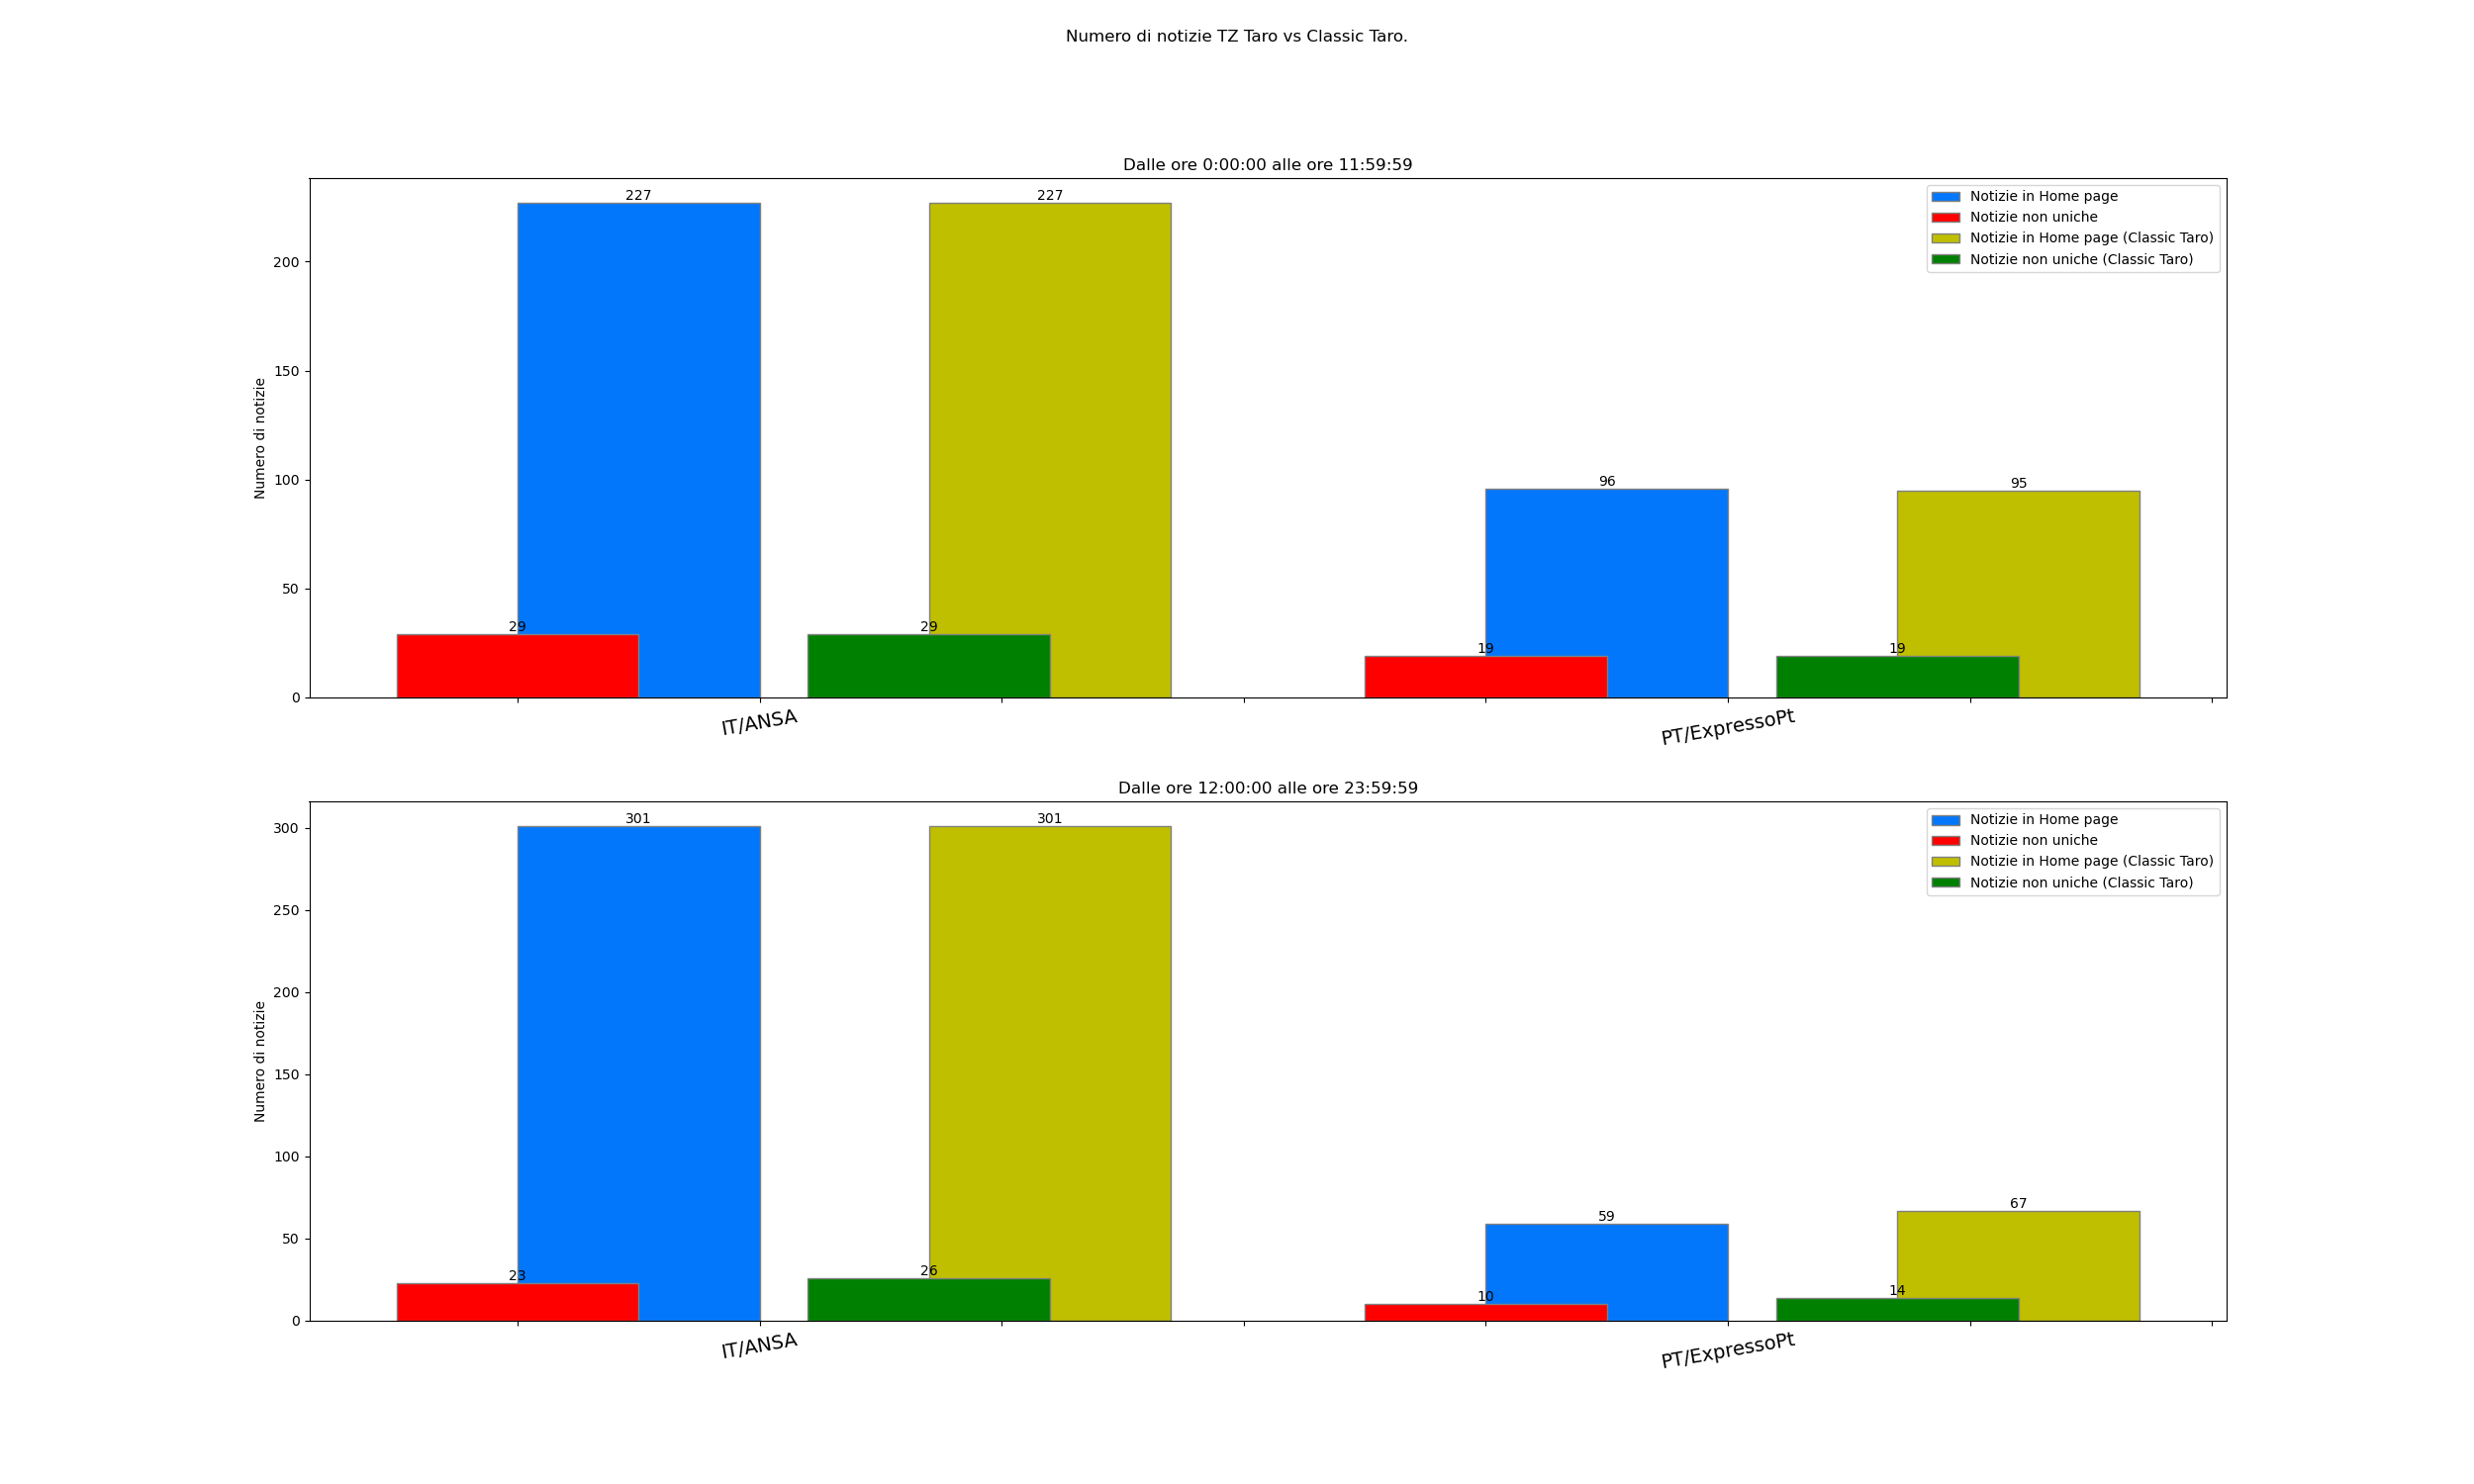 Numero di notizie TZ Taro vs Classic Taro.
Dalle ore 0:00:00 alle ore 11:59:59
Numero di notizie
200
150
100
50
0
227
227
29
29
96
95
19
19
Notizie in Home page
Notizie non uniche
Notizie in Home page (Classic Taro)
Notizie non uniche (Classic Taro)
IT/ANSA
PT/ExpressoPt
Dalle ore 12:00:00 alle ore 23:59:59
Numero di notizie
300
250
200
150
100
50
0
301
301
23
26
59
67
10
14
Notizie in Home page
Notizie non uniche
Notizie in Home page (Classic Taro)
Notizie non uniche (Classic Taro)
IT/ANSA
PT/ExpressoPt